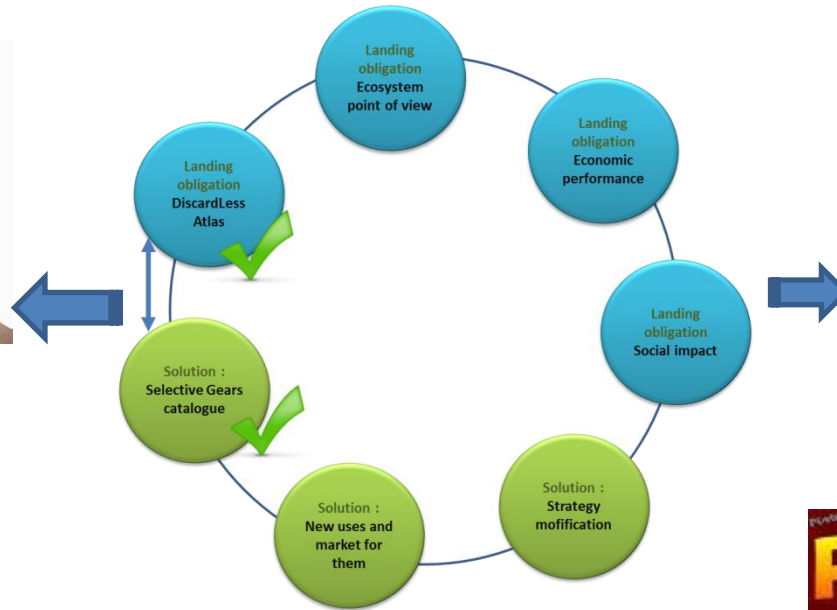 Landing
obligation
Ecosystem
point of view
Landing
obligation
Economic
performance
Landing
obligation
DiscardLess
Atlas
Landing
obligation
Social impact
Solution :
Selective Gears
catalogue
Solution :
Strategy
mofification
Solution :
New uses and
market for
them